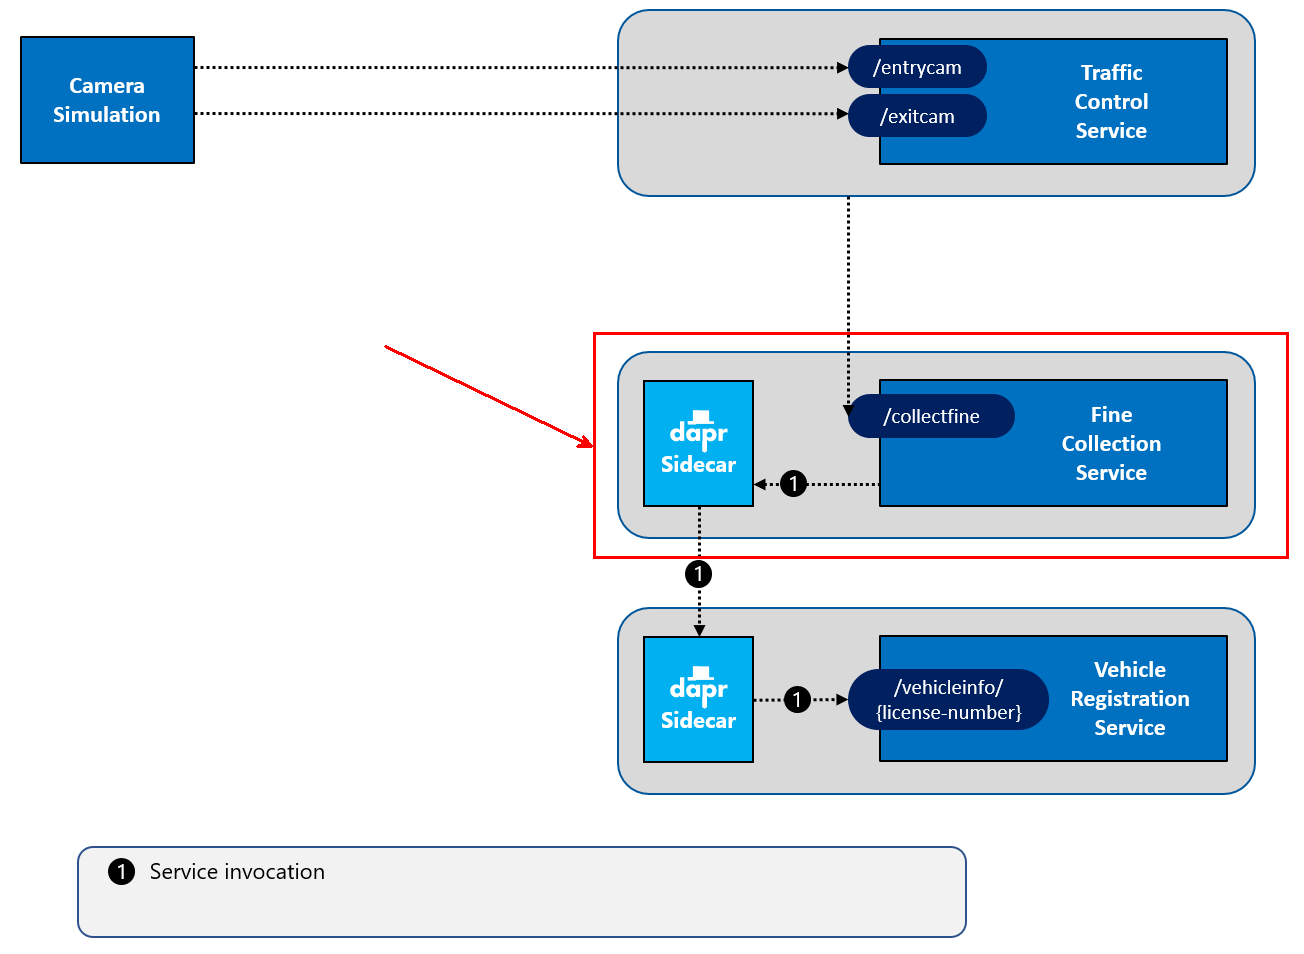 Camera
Simulation
/entrycam
/exitcam
Traffic
Control
Service
dapr
Sidecar
/collectfine
Fine
Collection
Service
1
1
dapr
Sidecar
1
/vehicleinfo/
{license-number}
Vehicle
Registration
Service
1 Service invocation